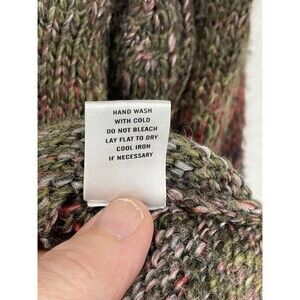 HAND WASH
WITH COLD
DO NOT BLEACH
LAY FLAT TO DRY
COOL IRON
IF NECESSARY